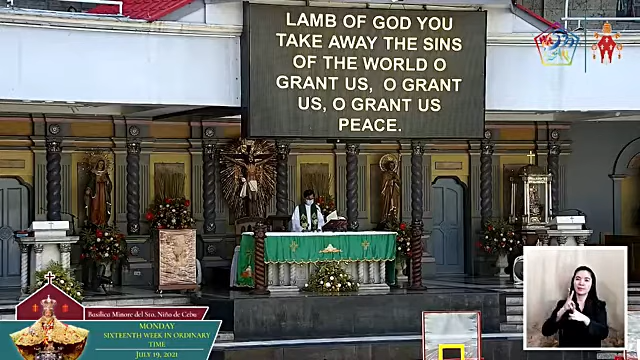 LAMB OF GOD YOU
TAKE AWAY THE SINS
OF THE WORLD O
GRANT US, O GRANT
US, O GRANT US
PEACE.
Basilica Minore del Sto. Niño de Cebu
MONDAY
SIXTEENTH WEEK IN ORDINARY
TIME
JULY 19, 2021